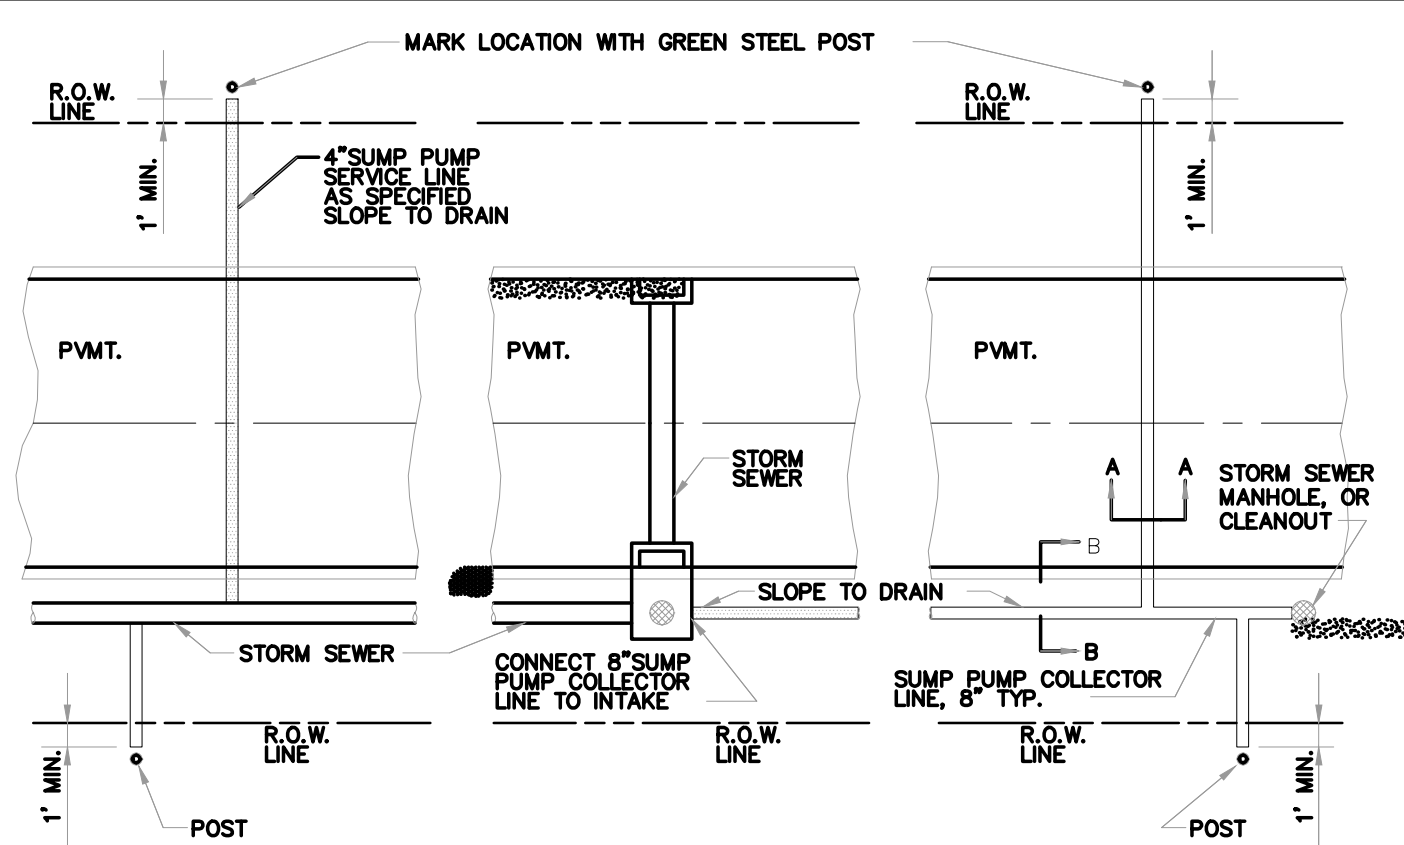 MARK LOCATION WITH GREEN STEEL POST
R.O.W.
LINE
R.O.W.
LINE
1' MIN.
4"SUMP PUMP
SERVICE LINE
AS SPECIFIED
SLOPE TO DRAIN
1' MIN.
PVMT.
PVMT.
PVMT.
STORM
SEWER
A
A
STORM SEWER
MANHOLE, OR
CLEANOUT
B
SLOPE TO DRAIN
STORM SEWER
B
CONNECT 8"SUMP
PUMP COLLECTOR
LINE TO INTAKE
SUMP PUMP COLLECTOR
LINE, 8" TYP.
R.O.W.
LINE
R.O.W.
LINE
R.O.W.
LINE
1' MIN.
1' MIN.
POST
POST